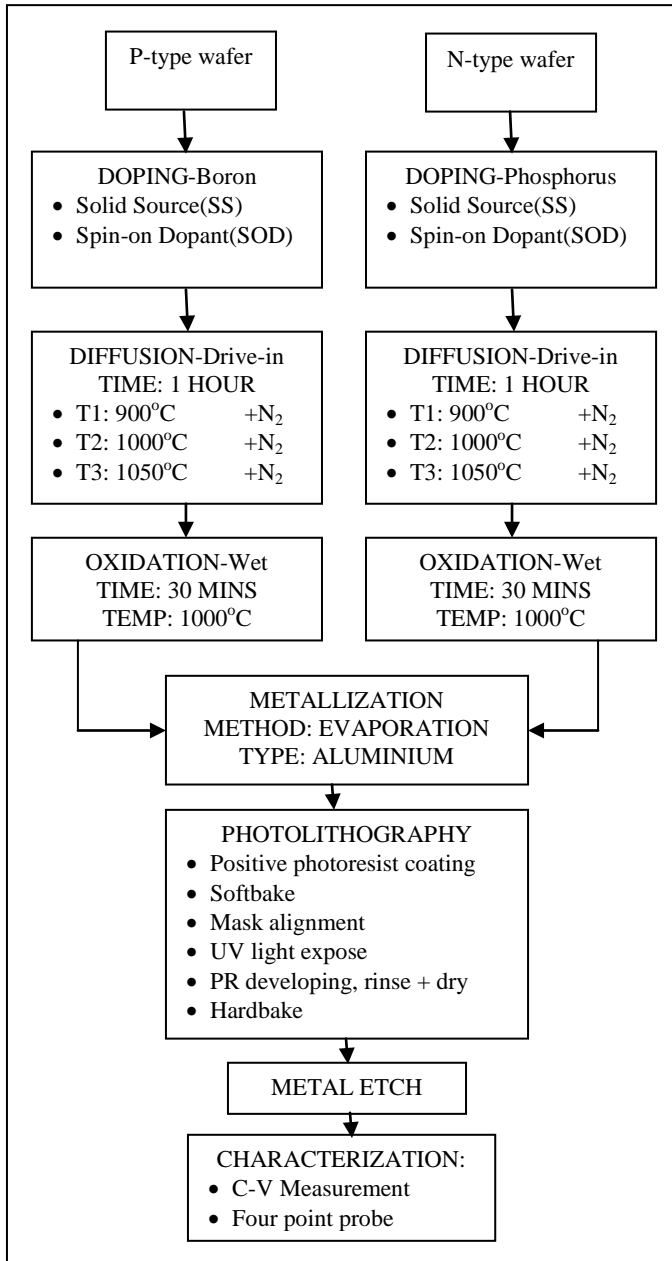 P-type wafer
N-type wafer
DOPING-Boron
• Solid Source(SS)
• Spin-on Dopant(SOD)
DOPING-Phosphorus
• Solid Source(SS)
• Spin-on Dopant(SOD)
DIFFUSION-Drive-in
TIME: 1 HOUR
• T1: 900°C +N₂
• T2: 1000°C +N₂
• T3: 1050°C +N₂
DIFFUSION-Drive-in
TIME: 1 HOUR
• T1: 900°C +N₂
• T2: 1000°C +N₂
• T3: 1050°C +N₂
OXIDATION-Wet
TIME: 30 MINS
TEMP: 1000°C
OXIDATION-Wet
TIME: 30 MINS
TEMP: 1000°C
METALLIZATION
METHOD: EVAPORATION
TYPE: ALUMINIUM
PHOTOLITHOGRAPHY
• Positive photoresist coating
• Softbake
• Mask alignment
• UV light expose
• PR developing, rinse + dry
• Hardbake
METAL ETCH
CHARACTERIZATION:
• C-V Measurement
• Four point probe